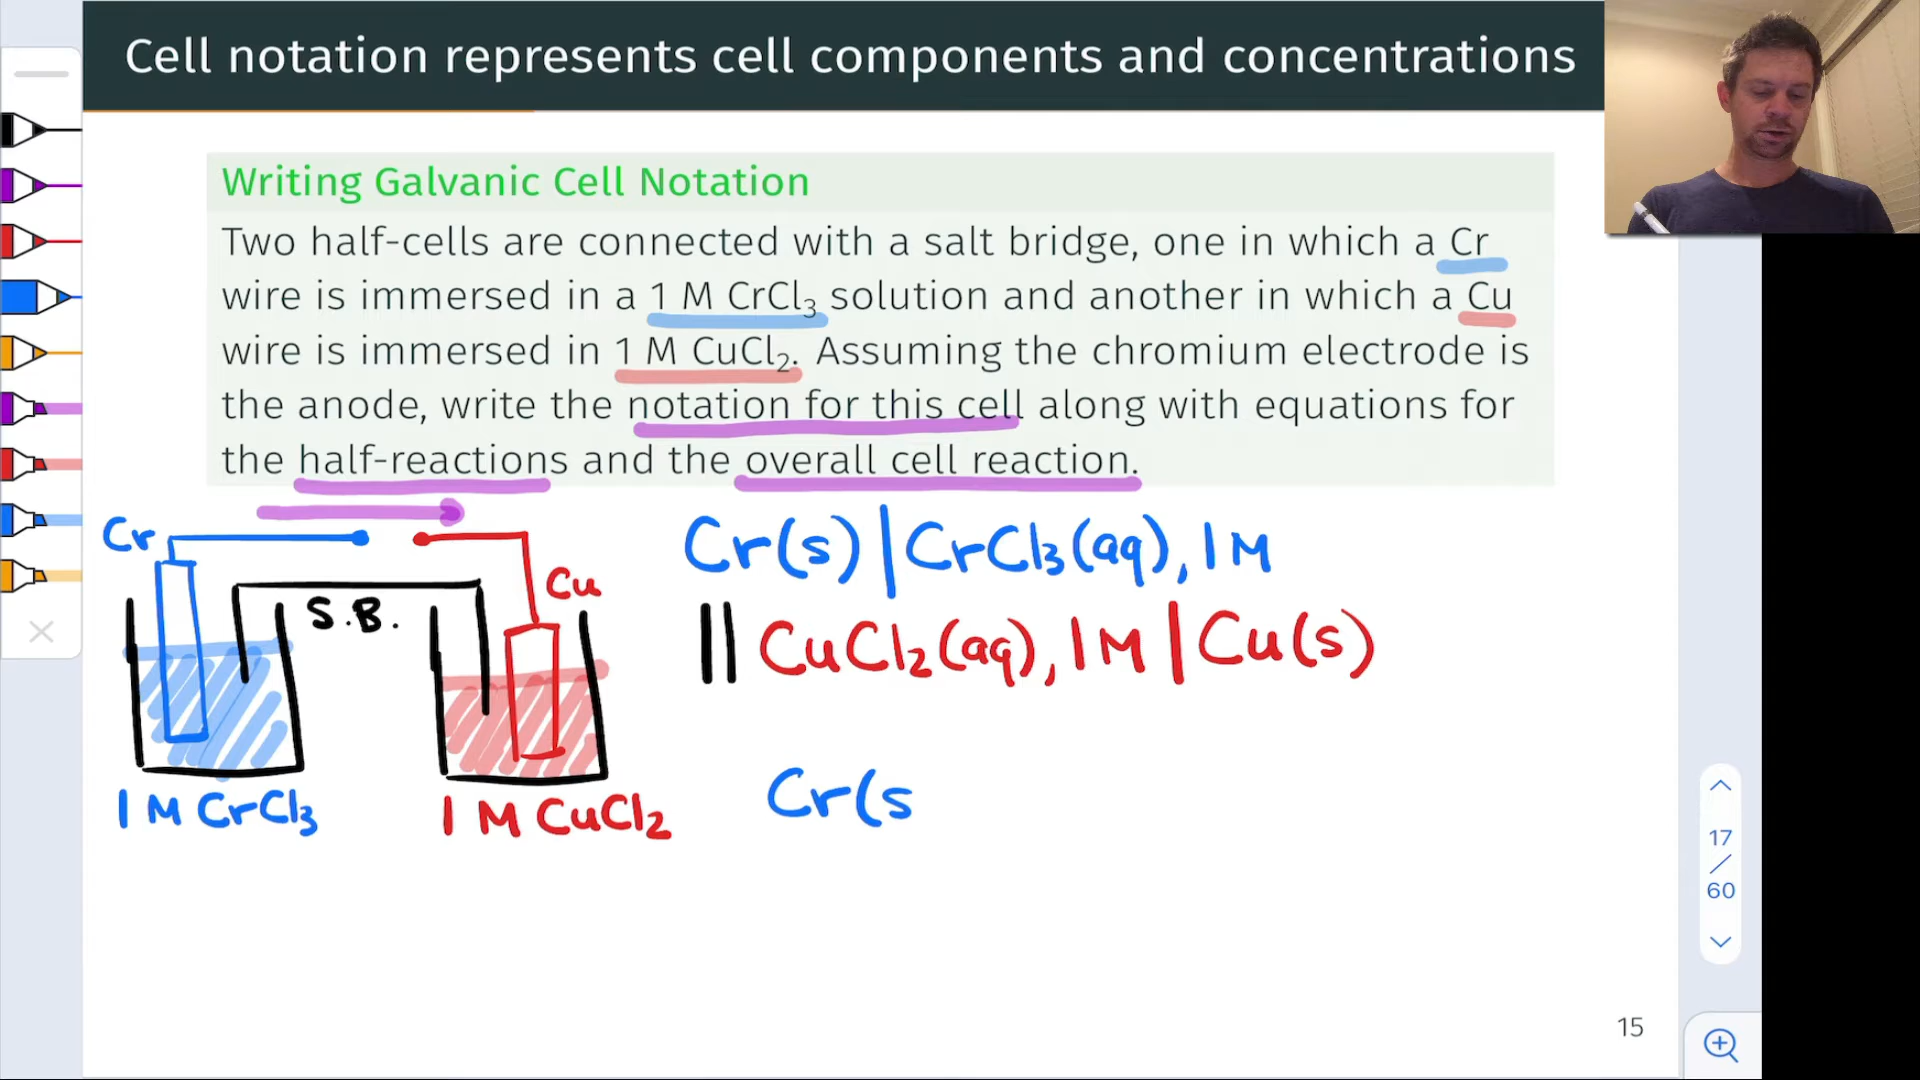 Cell notation represents cell components and concentrations
Writing Galvanic Cell Notation
Two half-cells are connected with a salt bridge, one in which a Cr
wire is immersed in a 1 M CrCl₃ solution and another in which a Cu
wire is immersed in 1 M CuCl₂. Assuming the chromium electrode is
the anode, write the notation for this cell along with equations for
the half-reactions and the overall cell reaction.
Cr
S.B.
Cu
1 M CrCl₃
1 M CuCl₂
Cr(s) | CrCl₃(aq), 1 M
|| CuCl₂(aq), 1 M | Cu(s)
Cr(s
17
/
60
15